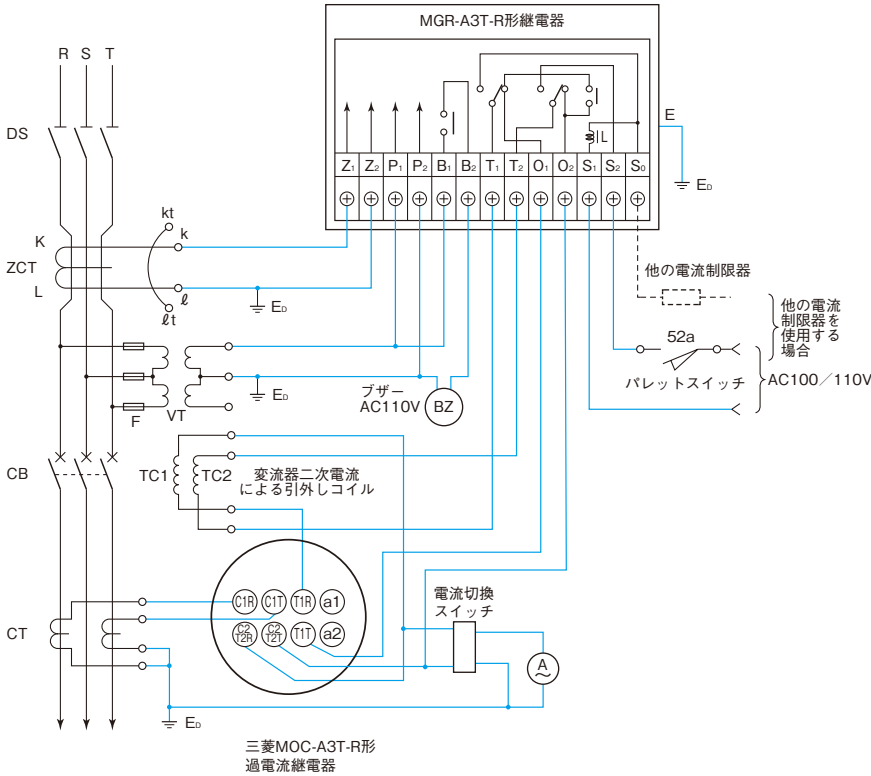 MGR-A3T-R形継電器
R S T
DS
L
E
Z1 Z2 P1 P2 B1 B2 T1 T2 O1 O2 S1 S2 S0
ED
kt
K
k
ZCT
L
ℓ
ℓt
ED
他の電流制限器
他の電流
制限器を
使用する
場合
52a
パレットスイッチ
AC100／110V
ED
ブザー
AC110V
BZ
F
VT
CB
TC1
TC2
変流器二次電流
による引外しコイル
C1R C1T T1R a1
C2 T2R
C2 T2T
T1T a2
電流切換
スイッチ
CT
A
ED
三菱MOC-A3T-R形
過電流継電器